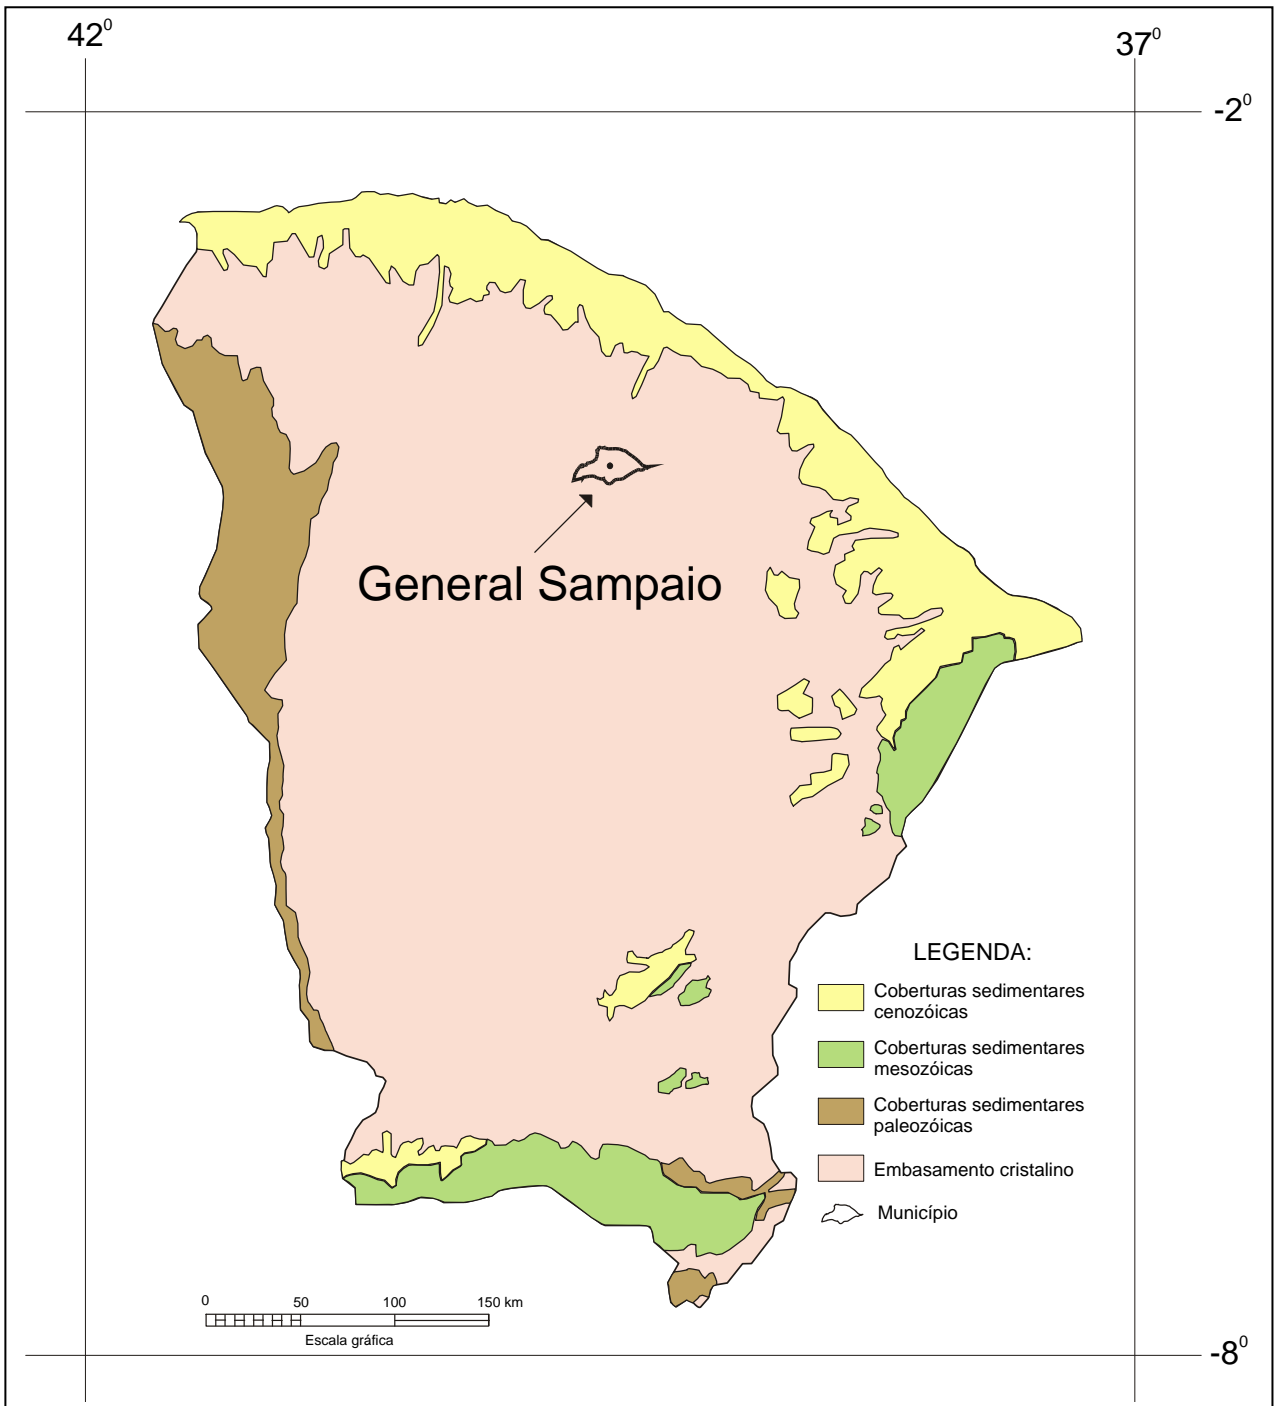 42⁰
37⁰
-2⁰
General Sampaio
LEGENDA:
Coberturas sedimentares
cenozóicas
Coberturas sedimentares
mesozóicas
Coberturas sedimentares
paleozóicas
Embasamento cristalino
Município
0 50 100 150 km
Escala gráfica
-8⁰